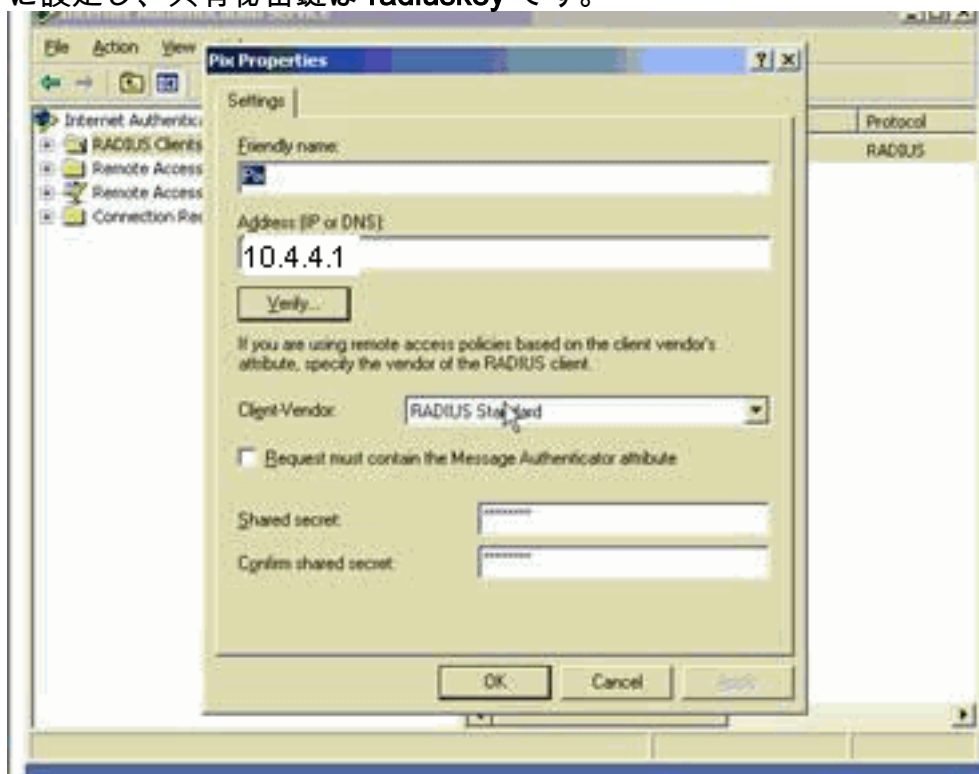 に設定し、共有秘密鍵は radiuskey です。
Internet Authentication Service
File Action View
Pix Properties
Settings
Internet Authentic
RADIUS Clients
Remote Access
Remote Access
Connection Re
Protocol
RADIUS
Friendly name:
Pix
Address (IP or DNS):
10.4.4.1
Verify...
If you are using remote access policies based on the client vendor's
attribute, specify the vendor of the RADIUS client.
Client-Vendor:
RADIUS Standard
Request must contain the Message Authenticator attribute
Shared secret:
********
Confirm shared secret:
********
OK Cancel Apply